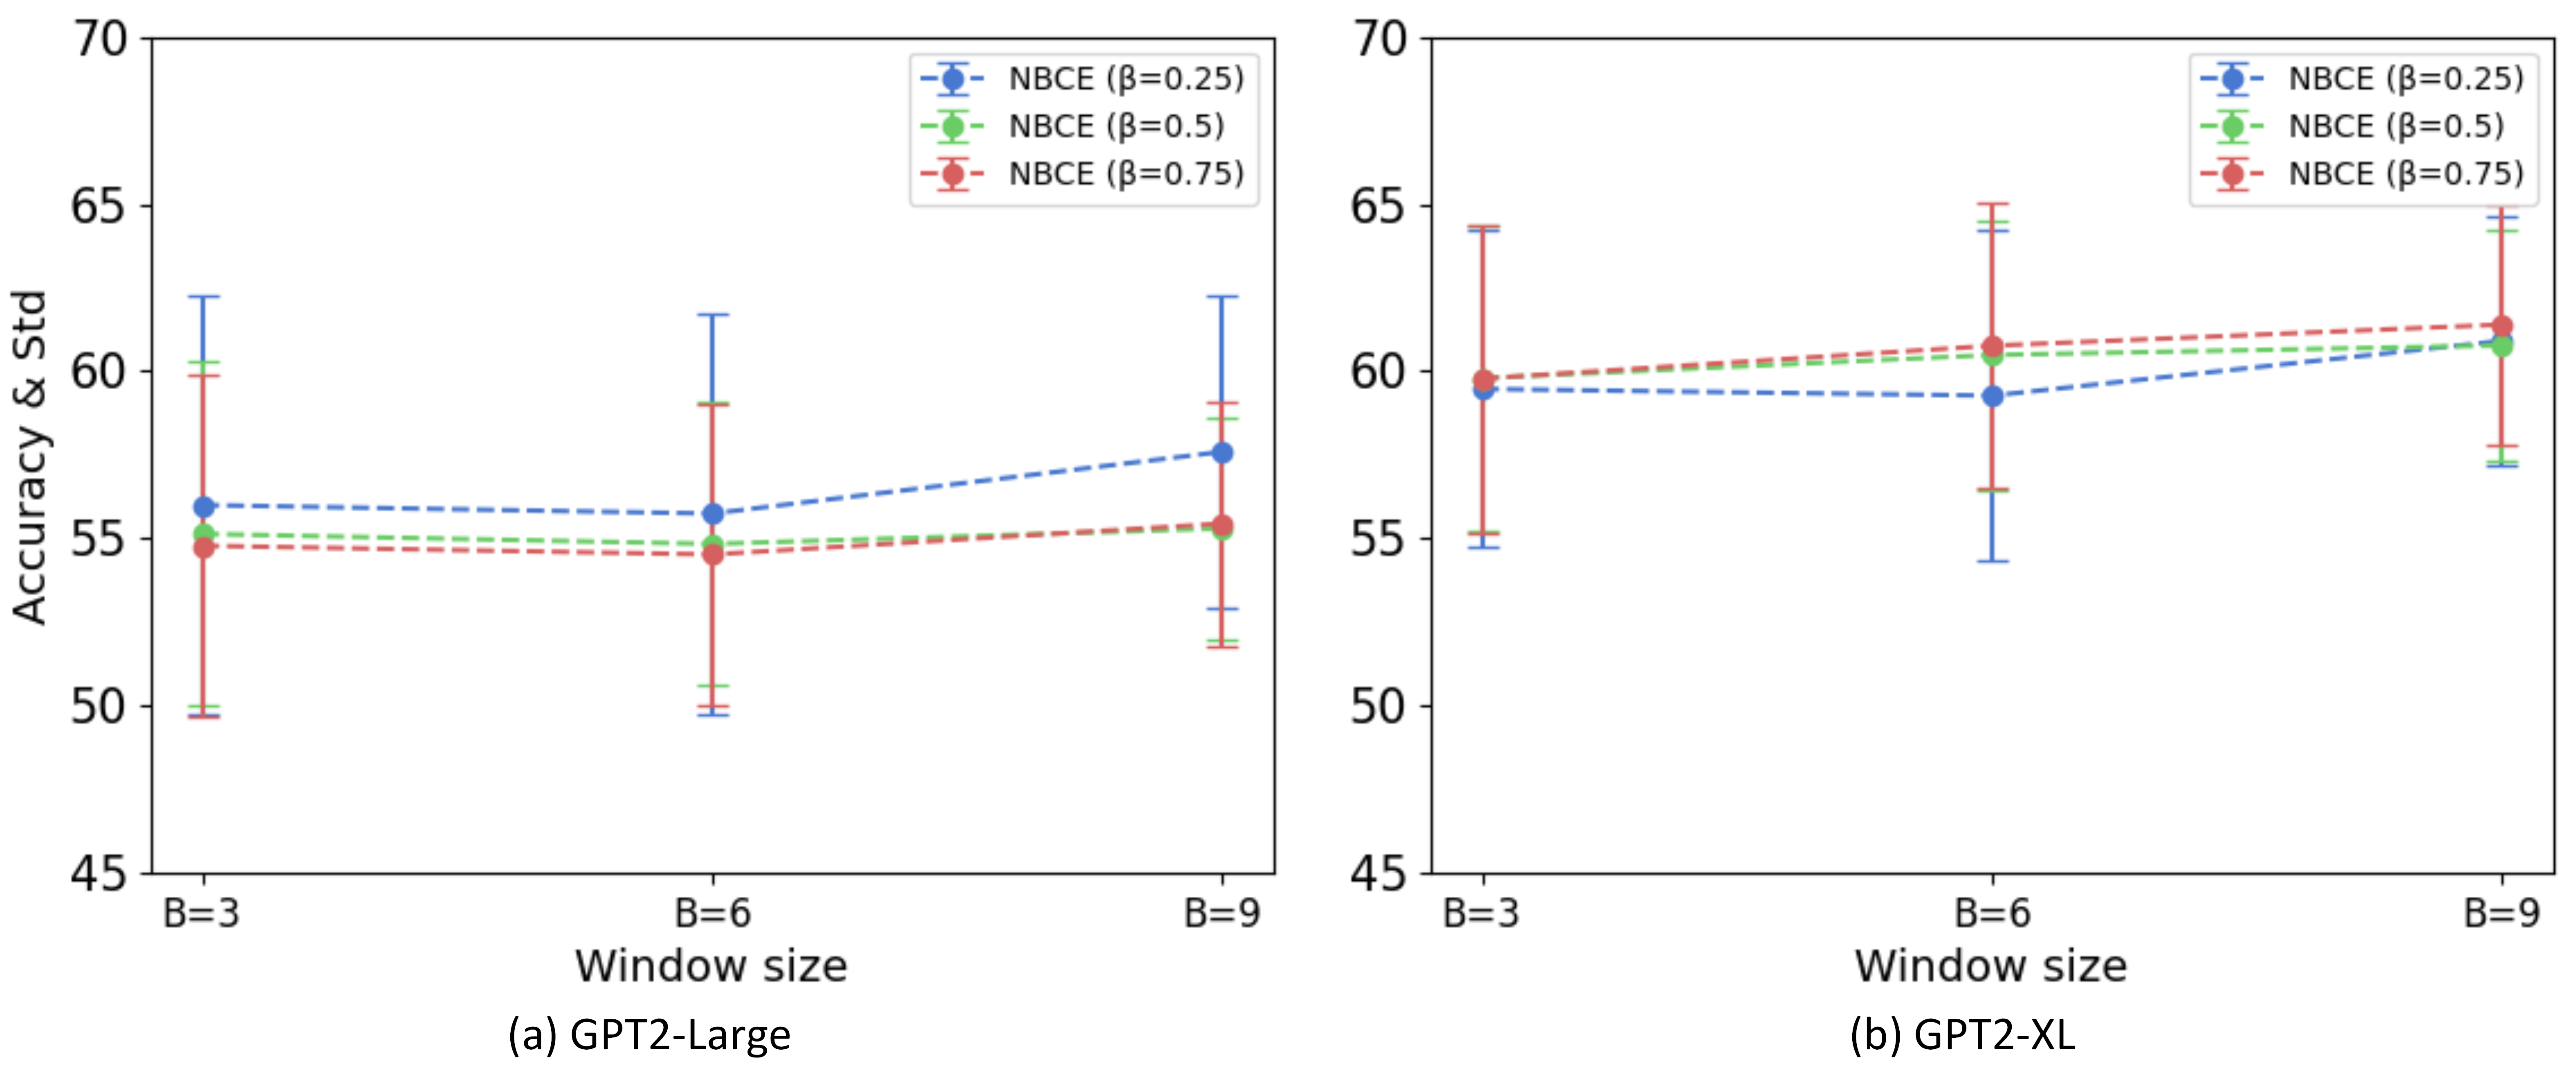 Accuracy & Std
70
65
60
55
50
45
NBCE (β=0.25)
NBCE (β=0.5)
NBCE (β=0.75)
B=3 B=6 B=9
Window size
(a) GPT2-Large
70
65
60
55
50
45
NBCE (β=0.25)
NBCE (β=0.5)
NBCE (β=0.75)
B=3 B=6 B=9
Window size
(b) GPT2-XL